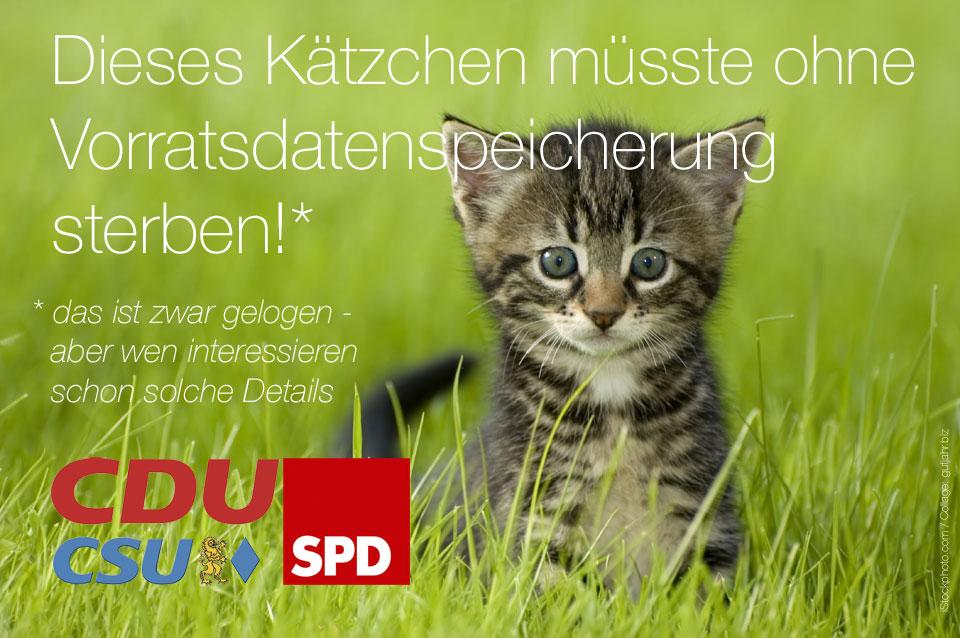 Dieses Kätzchen müsste ohne
Vorratsdatenspeicherung
sterben!*
* das ist zwar gelogen -
aber wen interessieren
schon solche Details
CDU
CSU
SPD
iStockphoto.com / Collage: gutjahr.biz